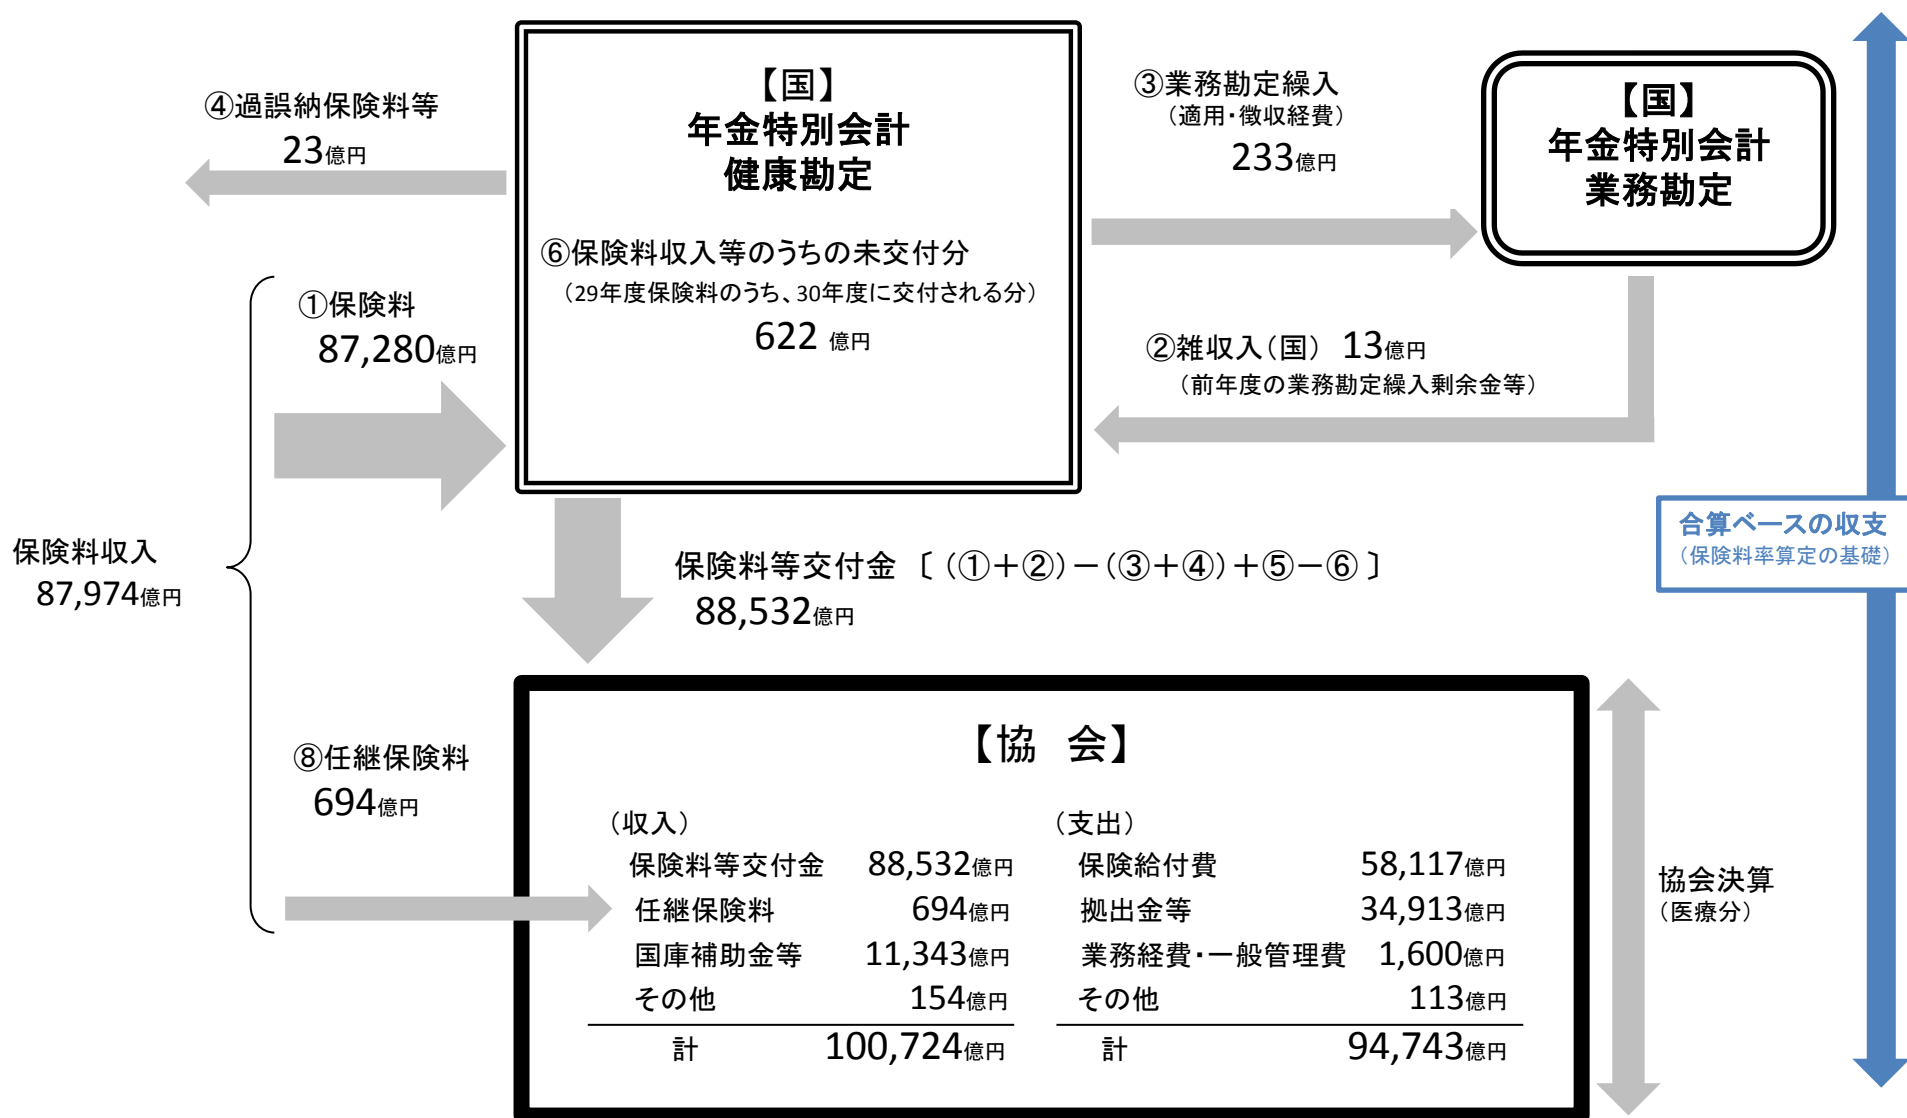 ④過誤納保険料等
23億円
【国】
年金特別会計
健康勘定
⑥保険料収入等のうちの未交付分
（29年度保険料のうち、30年度に交付される分）
622 億円
③業務勘定繰入
（適用・徴収経費）
233億円
【国】
年金特別会計
業務勘定
①保険料
87,280億円
②雑収入（国） 13億円
（前年度の業務勘定繰入剰余金等）
保険料収入
87,974億円
保険料等交付金 〔（①＋②）－（③＋④）＋⑤－⑥〕
88,532億円
合算ベースの収支
（保険料率算定の基礎）
⑧任継保険料
694億円
【協 会】
（収入）
保険料等交付金 88,532億円
任継保険料 694億円
国庫補助金等 11,343億円
その他 154億円
計 100,724億円
（支出）
保険給付費 58,117億円
拠出金等 34,913億円
業務経費・一般管理費 1,600億円
その他 113億円
計 94,743億円
協会決算
（医療分）